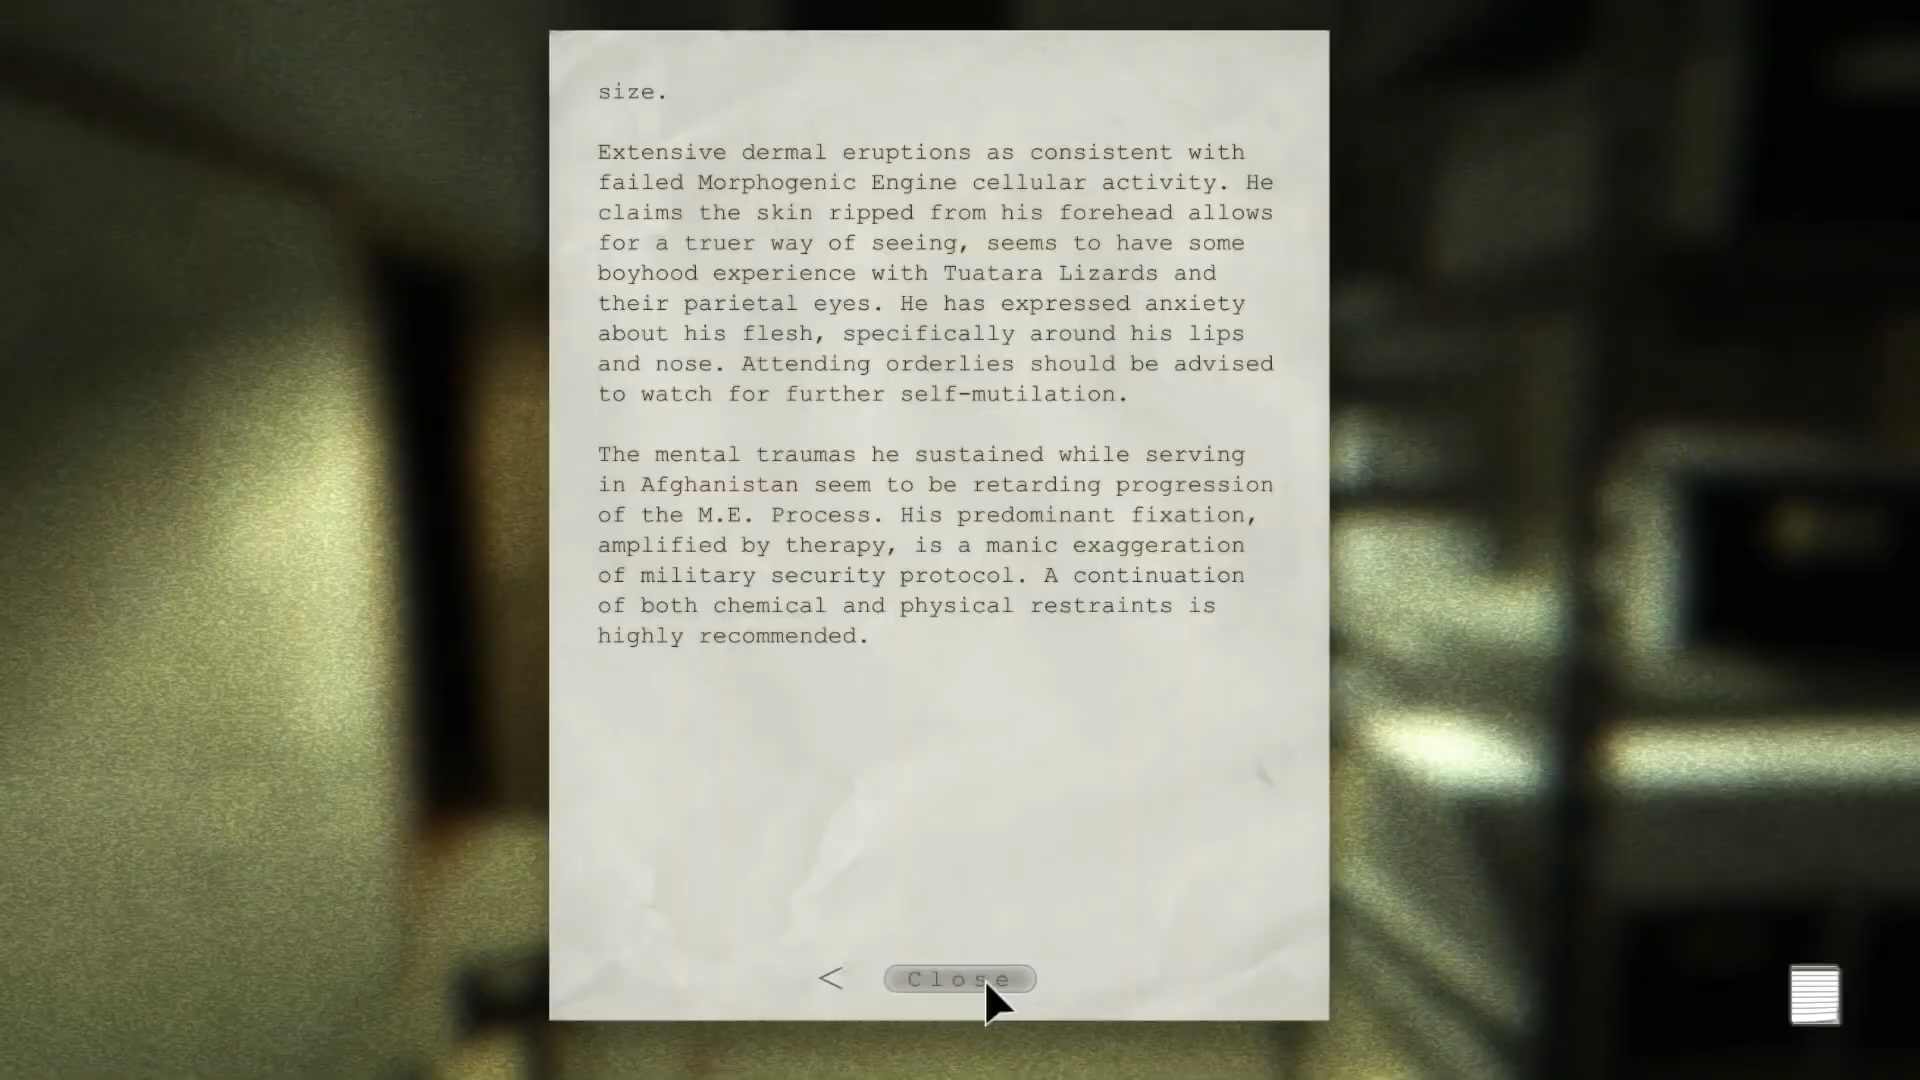 size.
Extensive dermal eruptions as consistent with
failed Morphogenic Engine cellular activity. He
claims the skin ripped from his forehead allows
for a truer way of seeing, seems to have some
boyhood experience with Tuatara Lizards and
their parietal eyes. He has expressed anxiety
about his flesh, specifically around his lips
and nose. Attending orderlies should be advised
to watch for further self-mutilation.
The mental traumas he sustained while serving
in Afghanistan seem to be retarding progression
of the M.E. Process. His predominant fixation,
amplified by therapy, is a manic exaggeration
of military security protocol. A continuation
of both chemical and physical restraints is
highly recommended.
< Close